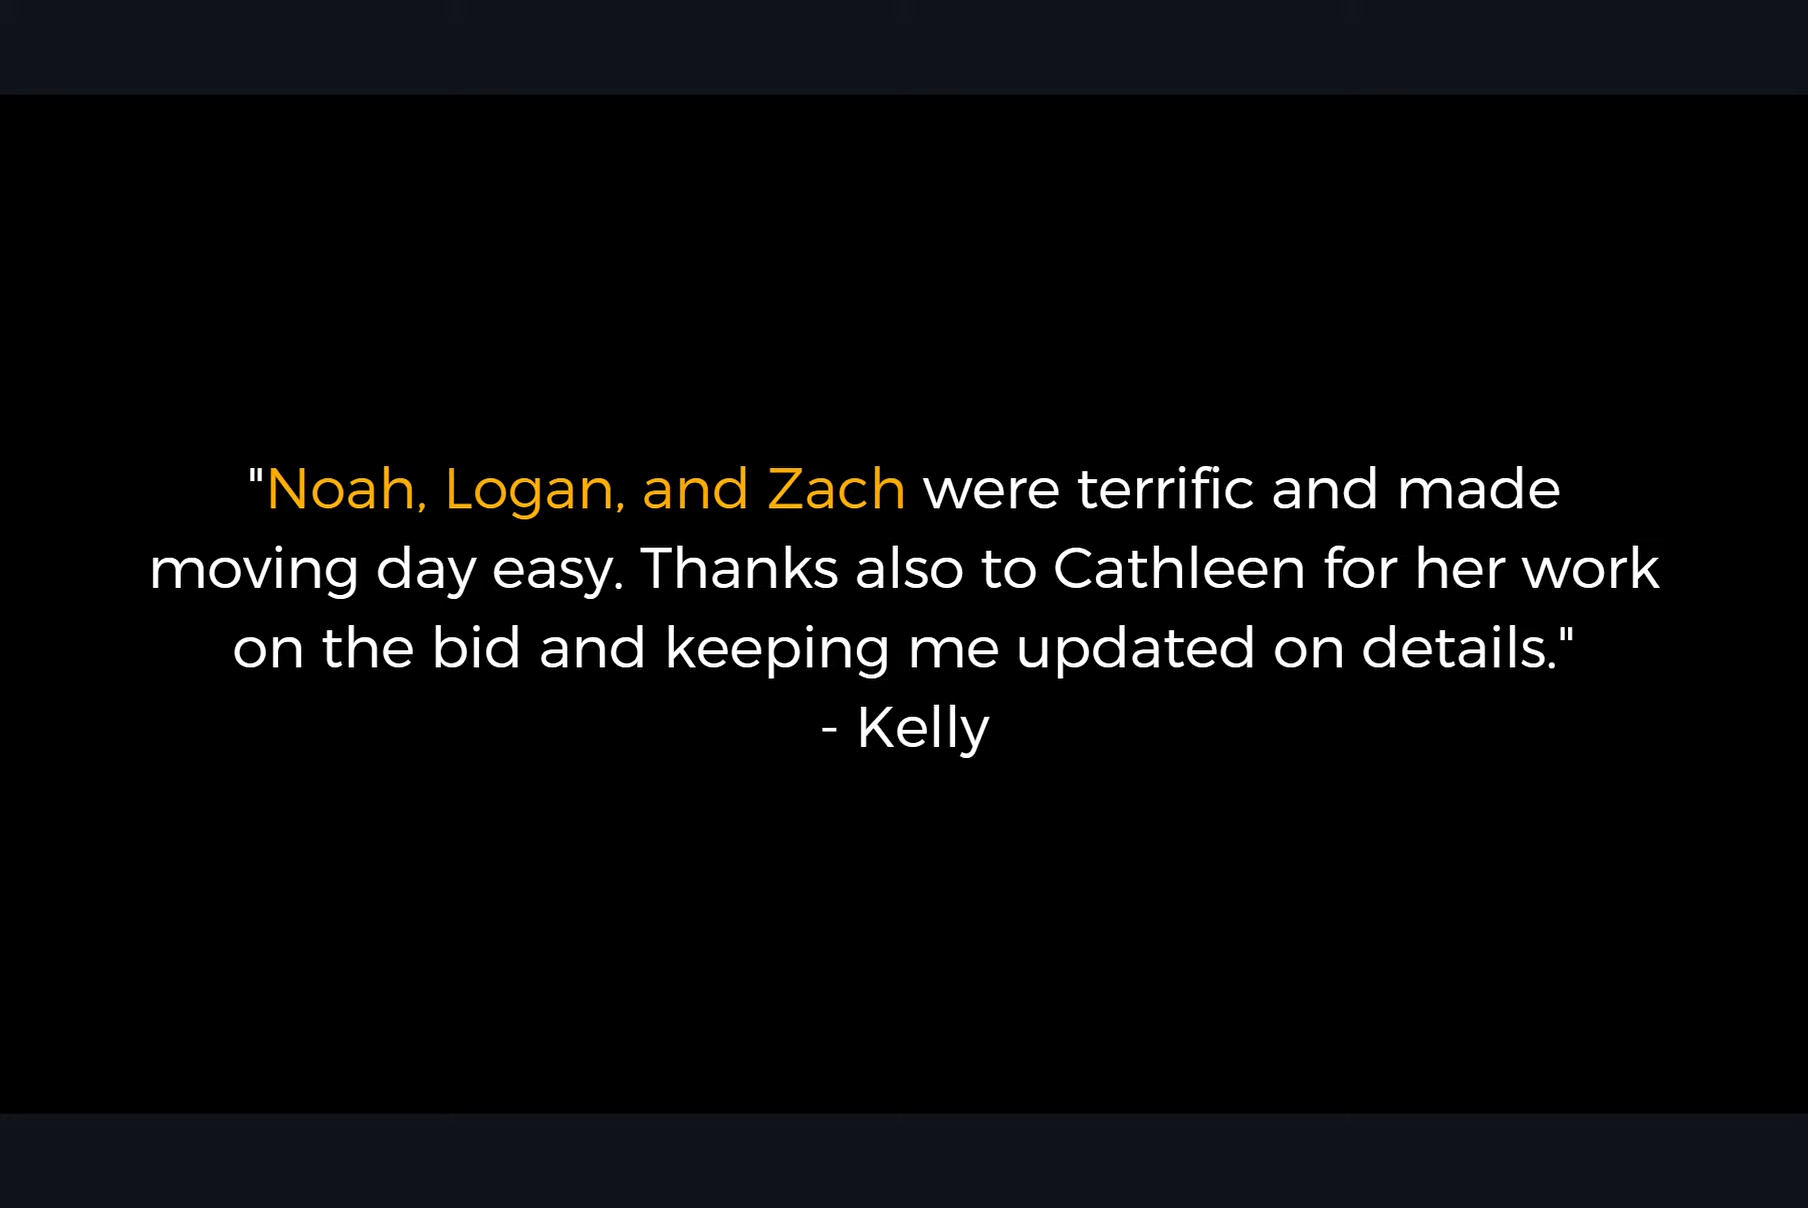 "Noah, Logan, and Zach were terrific and made
moving day easy. Thanks also to Cathleen for her work
on the bid and keeping me updated on details."
- Kelly